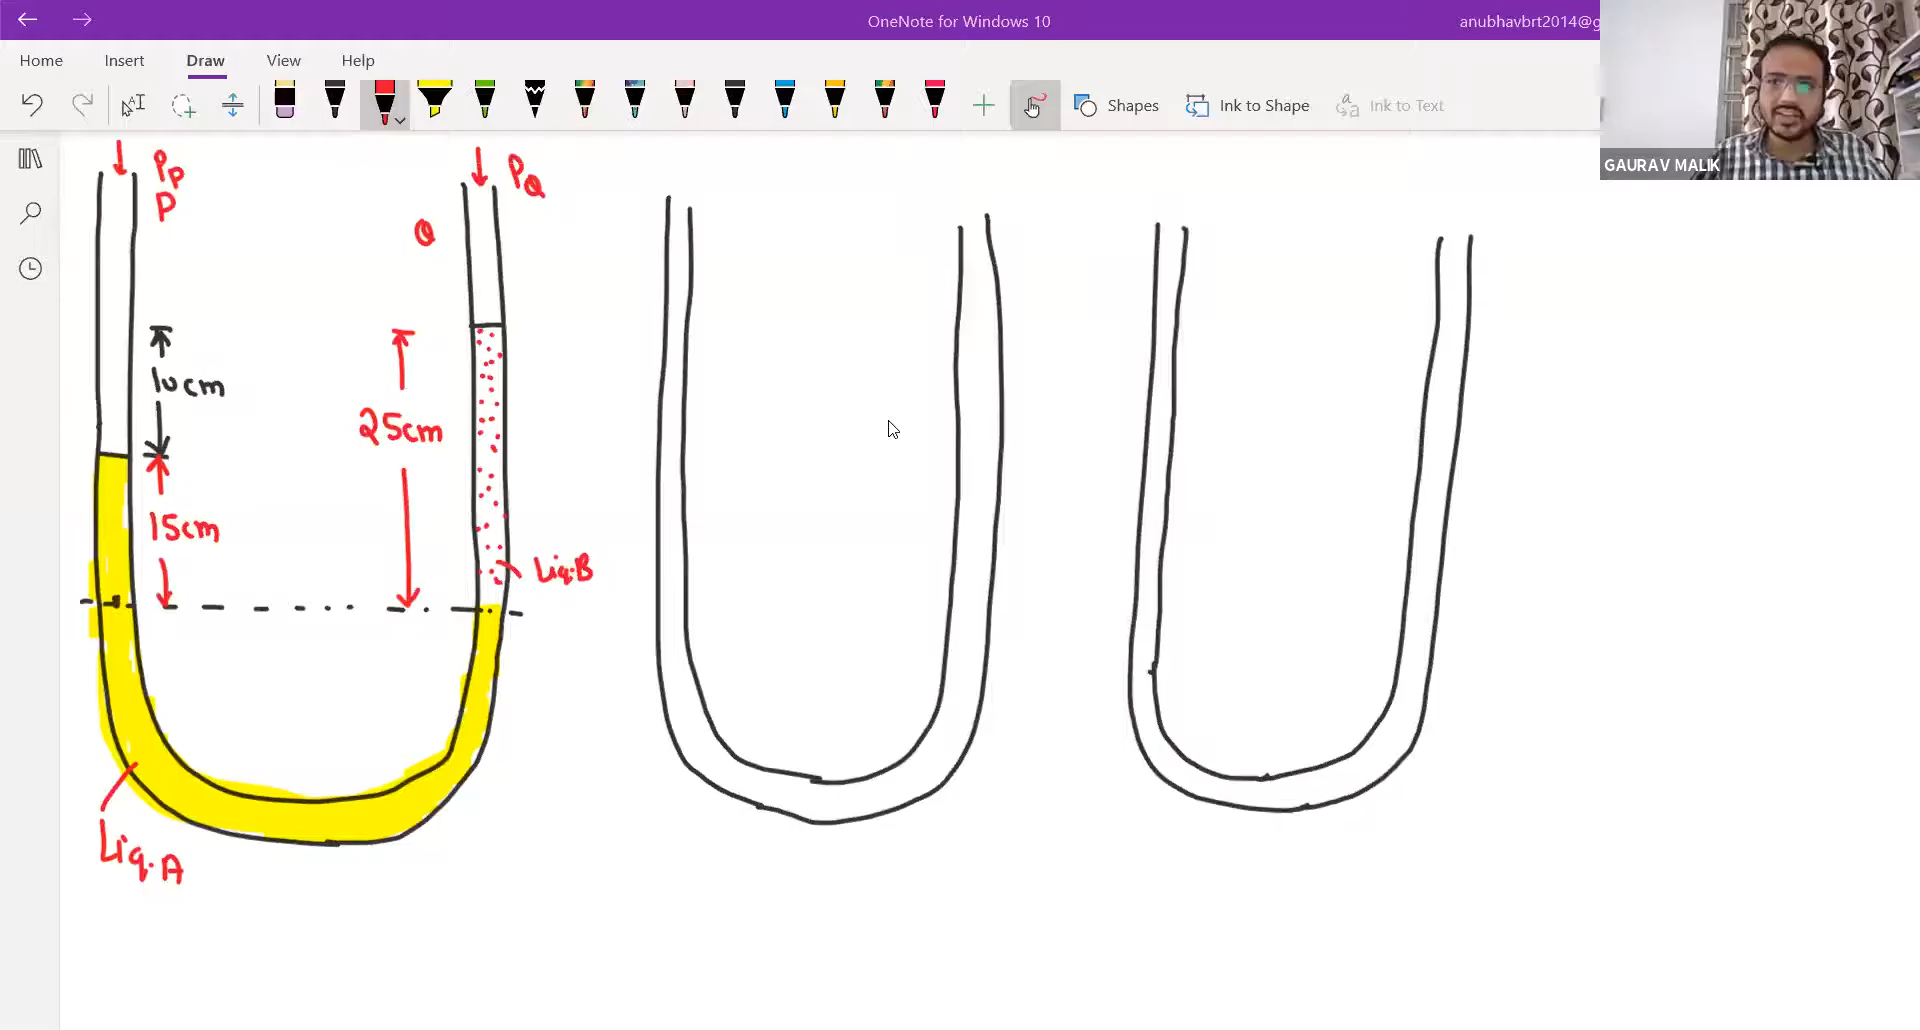 OneNote for Windows 10
anubhavbrt2014@g
Home Insert Draw View Help
Shapes Ink to Shape Ink to Text
GAURAV MALIK
PP
P
PQ
Q
10cm
25cm
15cm
Liq.B
Liq.A